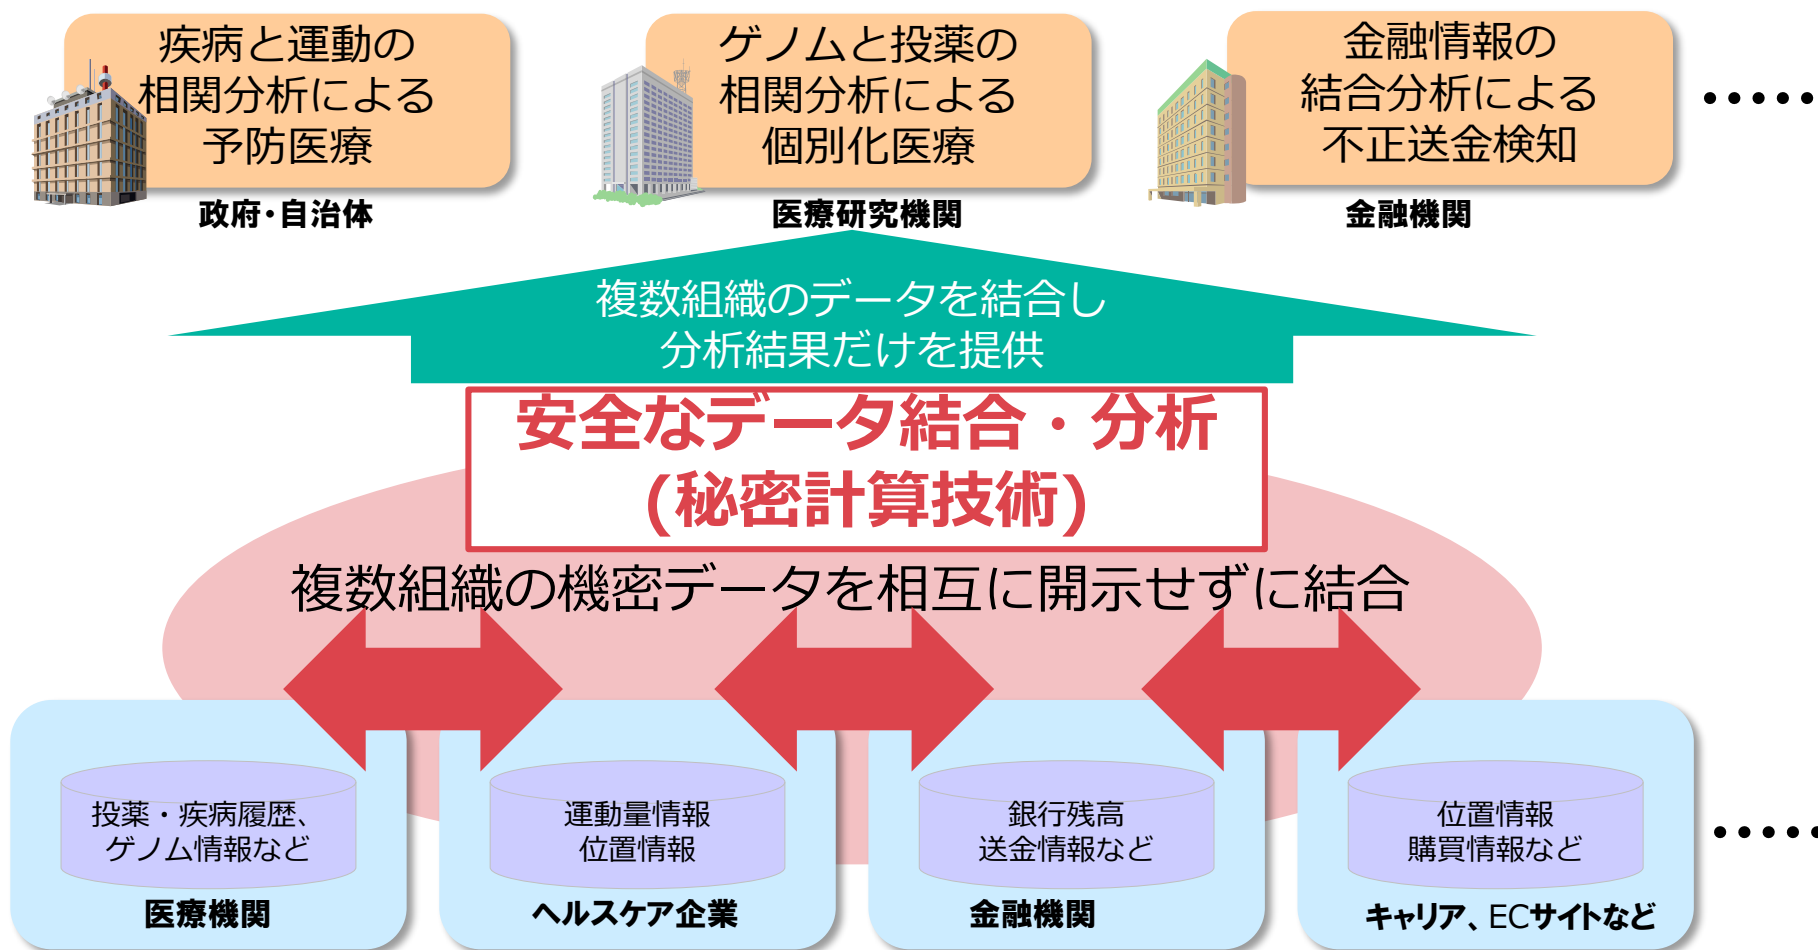 疾病と運動の
相関分析による
予防医療
政府・自治体
ゲノムと投薬の
相関分析による
個別化医療
医療研究機関
金融情報の
結合分析による
不正送金検知
金融機関
・・・・・
複数組織のデータを結合し
分析結果だけを提供
安全なデータ結合・分析
(秘密計算技術)
複数組織の機密データを相互に開示せずに結合
投薬・疾病履歴、
ゲノム情報など
医療機関
運動量情報
位置情報
ヘルスケア企業
銀行残高
送金情報など
金融機関
位置情報
購買情報など
キャリア、ECサイトなど
・・・・・